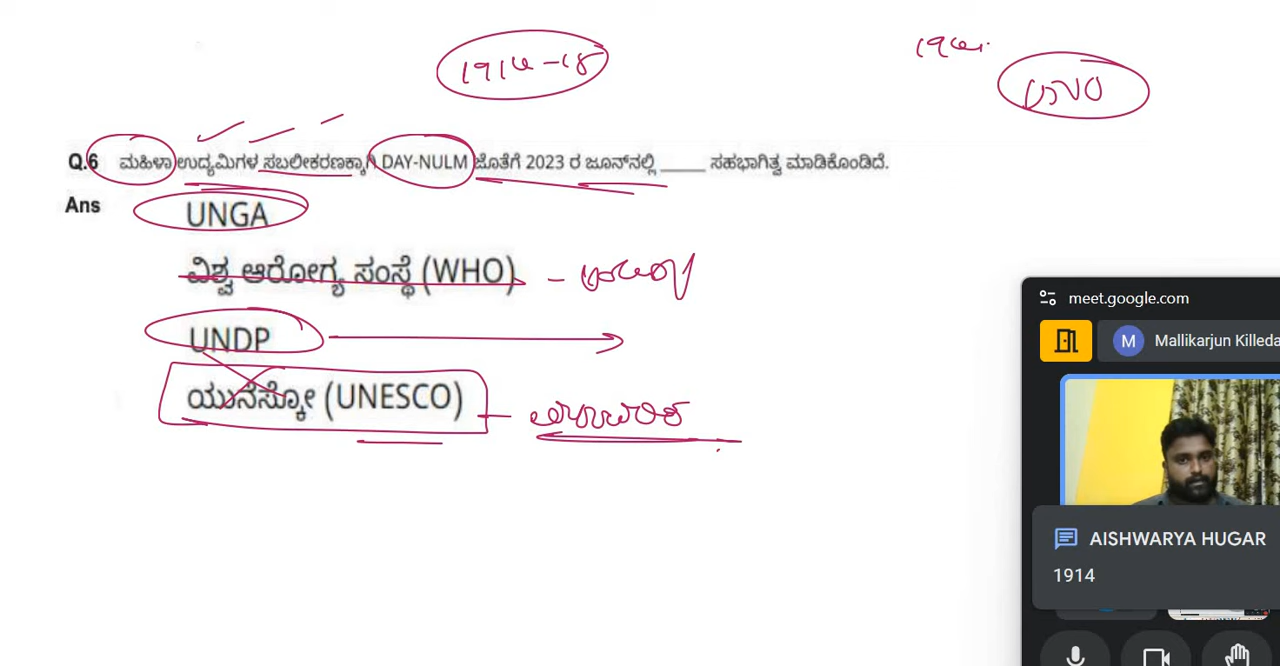 1914-18
Q.6 ಮಹಿಳಾ ಉದ್ಯಮಿಗಳ ಸಬಲೀಕರಣಕ್ಕಾಗಿ DAY-NULM ಜೊತೆಗೆ 2023 ರ ಜೂನ್‌ನಲ್ಲಿ _____ ಸಹಭಾಗಿತ್ವ ಮಾಡಿಕೊಂಡಿದೆ.
Ans UNGA
ವಿಶ್ವ ಆರೋಗ್ಯ ಸಂಸ್ಥೆ (WHO)
UNDP
ಯುನೆಸ್ಕೋ (UNESCO)
meet.google.com
M Mallikarjun Killeda
AISHWARYA HUGAR
1914